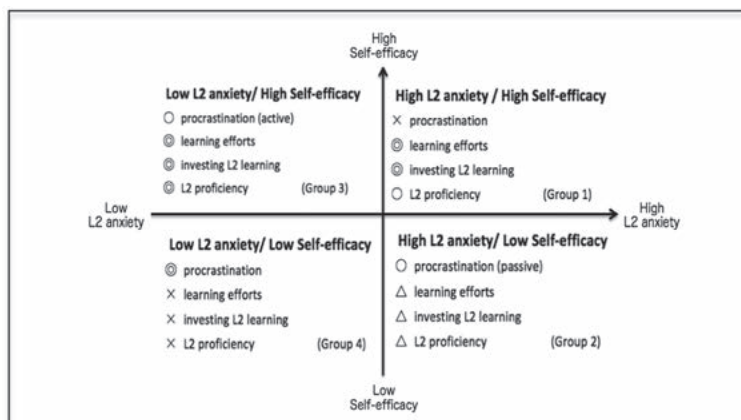 High
Self-efficacy
Low L2 anxiety/ High Self-efficacy
○ procrastination (active)
◎ learning efforts
◎ investing L2 learning
◎ L2 proficiency (Group 3)
High L2 anxiety / High Self-efficacy
× procrastination
◎ learning efforts
◎ investing L2 learning
○ L2 proficiency (Group 1)
Low
L2 anxiety
High
L2 anxiety
Low L2 anxiety/ Low Self-efficacy
◎ procrastination
× learning efforts
× investing L2 learning
× L2 proficiency (Group 4)
High L2 anxiety/ Low Self-efficacy
○ procrastination (passive)
△ learning efforts
△ investing L2 learning
△ L2 proficiency (Group 2)
Low
Self-efficacy